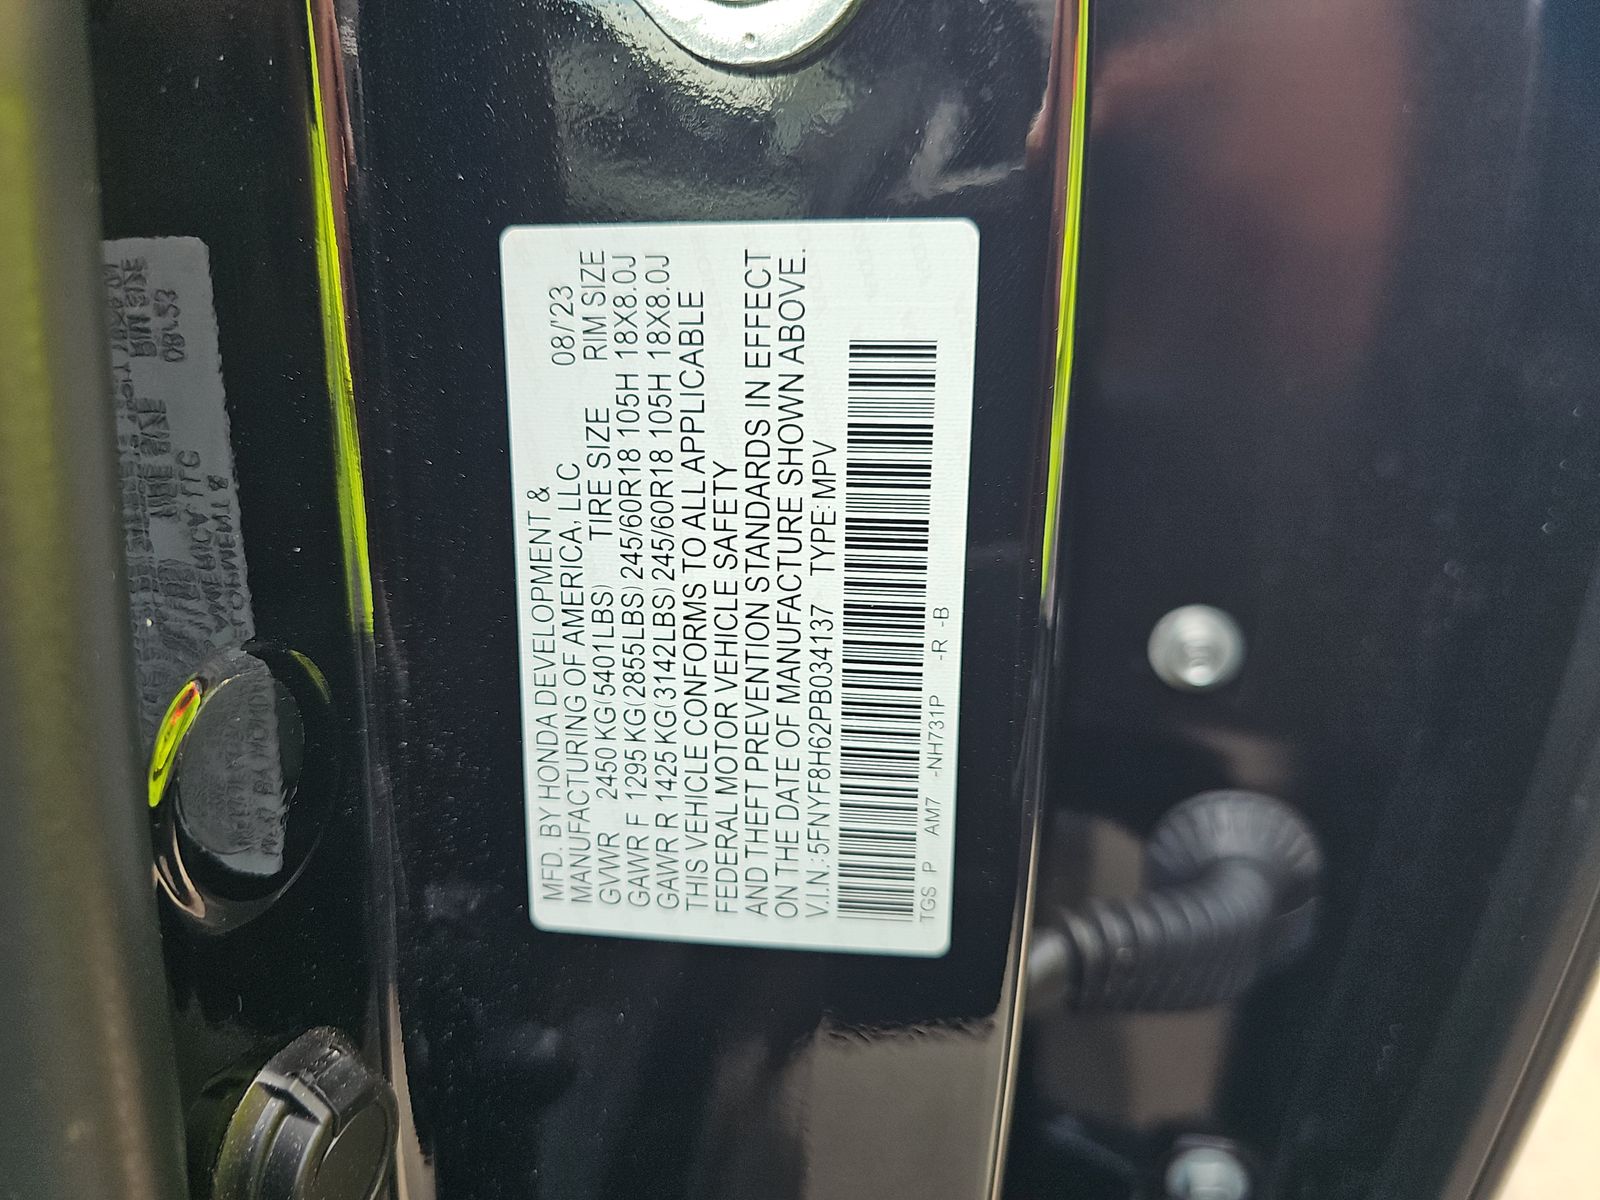 MFD. BY HONDA DEVELOPMENT &
MANUFACTURING OF AMERICA, LLC 08/'23
GVWR 2450 KG(5401LBS) TIRE SIZE RIM SIZE
GAWR F 1295 KG(2855LBS) 245/60R18 105H 18X8.0J
GAWR R 1425 KG(3142LBS) 245/60R18 105H 18X8.0J
THIS VEHICLE CONFORMS TO ALL APPLICABLE
FEDERAL MOTOR VEHICLE SAFETY
AND THEFT PREVENTION STANDARDS IN EFFECT
ON THE DATE OF MANUFACTURE SHOWN ABOVE.
V.I.N.: 5FNYF8H62PB034137 TYPE:MPV
TGS P AM7 -NH731P -R -B